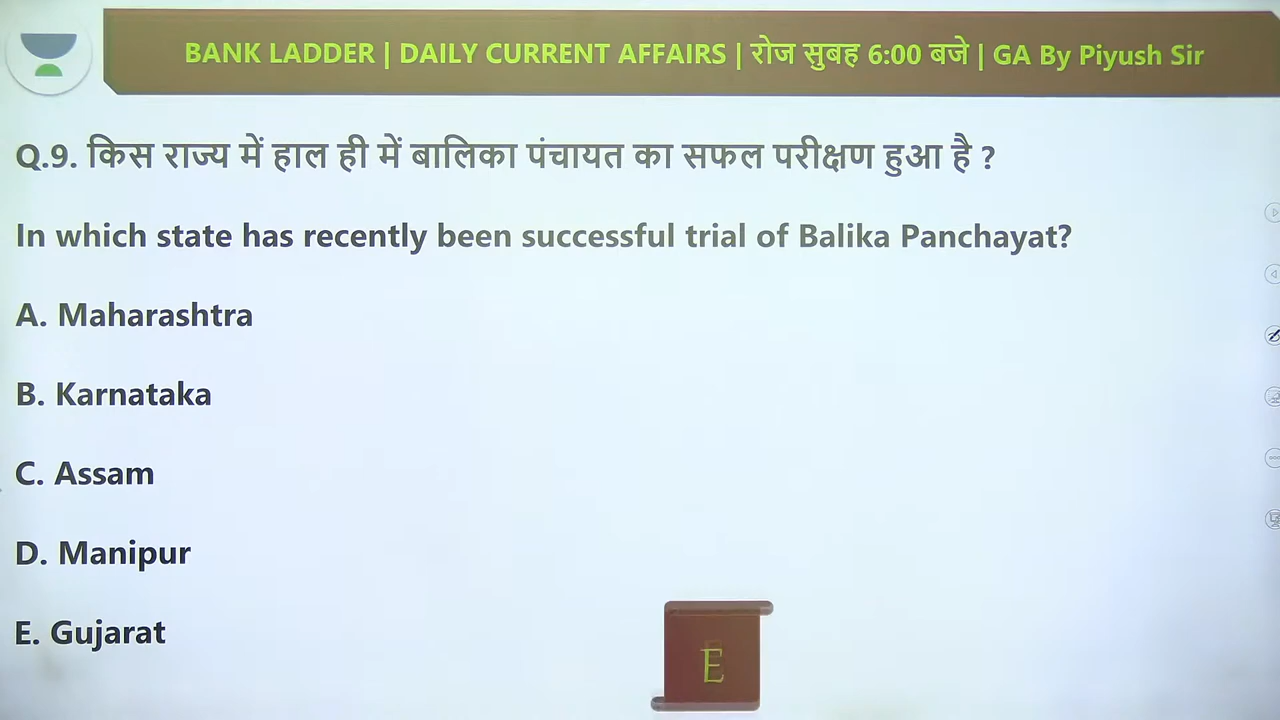 BANK LADDER | DAILY CURRENT AFFAIRS | रोज सुबह 6:00 बजे | GA By Piyush Sir
Q.9. किस राज्य में हाल ही में बालिका पंचायत का सफल परीक्षण हुआ है ?
In which state has recently been successful trial of Balika Panchayat?
A. Maharashtra
B. Karnataka
C. Assam
D. Manipur
E. Gujarat
E